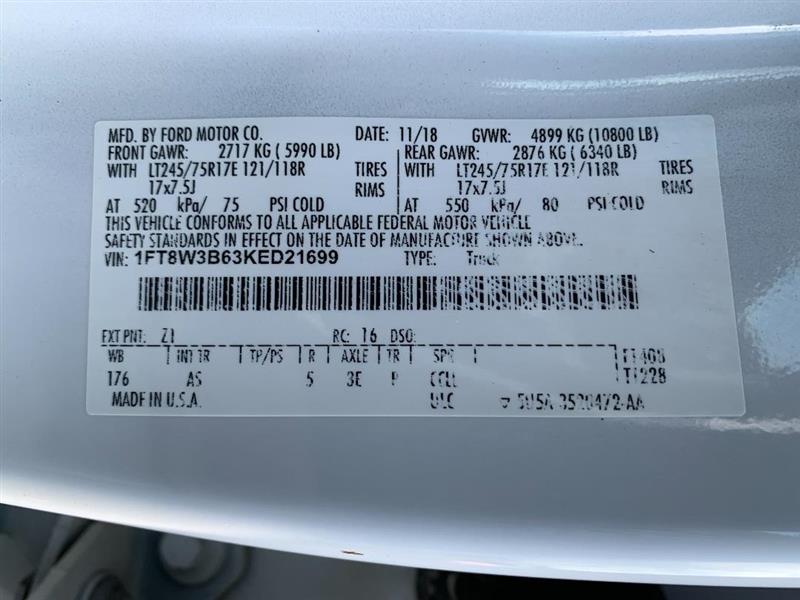 MFD. BY FORD MOTOR CO. DATE: 11/18 GVWR: 4899 KG (10800 LB)
FRONT GAWR: 2717 KG ( 5990 LB) REAR GAWR: 2876 KG ( 6340 LB)
WITH LT245/75R17E 121/118R TIRES WITH LT245/75R17E 121/118R TIRES
17x7.5J RIMS 17x7.5J RIMS
AT 520 kPa/ 75 PSI COLD AT 550 kPa/ 80 PSI COLD
THIS VEHICLE CONFORMS TO ALL APPLICABLE FEDERAL MOTOR VEHICLE
SAFETY STANDARDS IN EFFECT ON THE DATE OF MANUFACTURE SHOWN ABOVE.
VIN: 1FT8W3B63KED21699 TYPE: Truck
EXT PNT: Z1 RC: 16 DSO:
WB INT TR TP/PS R AXLE TR SPR
176 AS 5 3E P T1228
MADE IN U.S.A. ULC